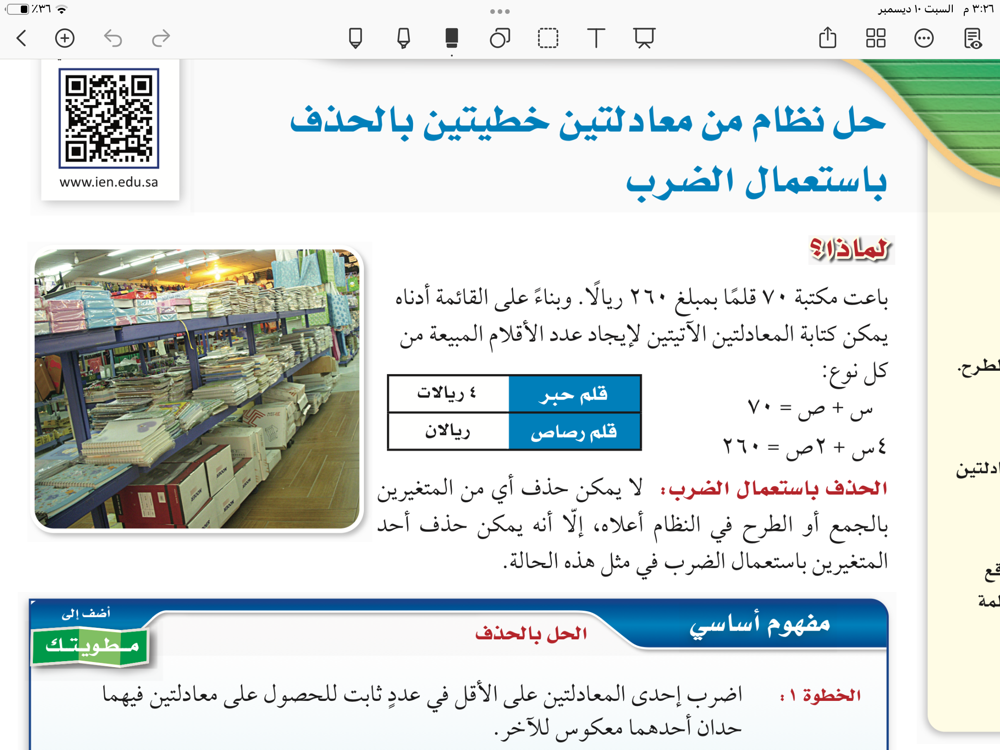 ٣:٢٦ م السبت ١٠ ديسمبر
٪٣٦
حل نظام من معادلتين خطيتين بالحذف
باستعمال الضرب
www.ien.edu.sa
لماذا؟
باعت مكتبة ٧٠ قلمًا بمبلغ ٢٦٠ ريالًا. وبناءً على القائمة أدناه
يمكن كتابة المعادلتين الآتيتين لإيجاد عدد الأقلام المبيعة من
كل نوع:
س + ص = ٧٠
٤س + ٢ص = ٢٦٠
قلم حبر ٤ ريالات
قلم رصاص ريالان
الحذف باستعمال الضرب: لا يمكن حذف أي من المتغيرين
بالجمع أو الطرح في النظام أعلاه، إلّا أنه يمكن حذف أحد
المتغيرين باستعمال الضرب في مثل هذه الحالة.
مفهوم أساسي
الحل بالحذف
أضف إلى
مـطويـتـك
الخطوة ١: اضرب إحدى المعادلتين على الأقل في عددٍ ثابت للحصول على معادلتين فيهما
حدان أحدهما معكوس للآخر.
NOOER
NOOER
NOOER
NOOER